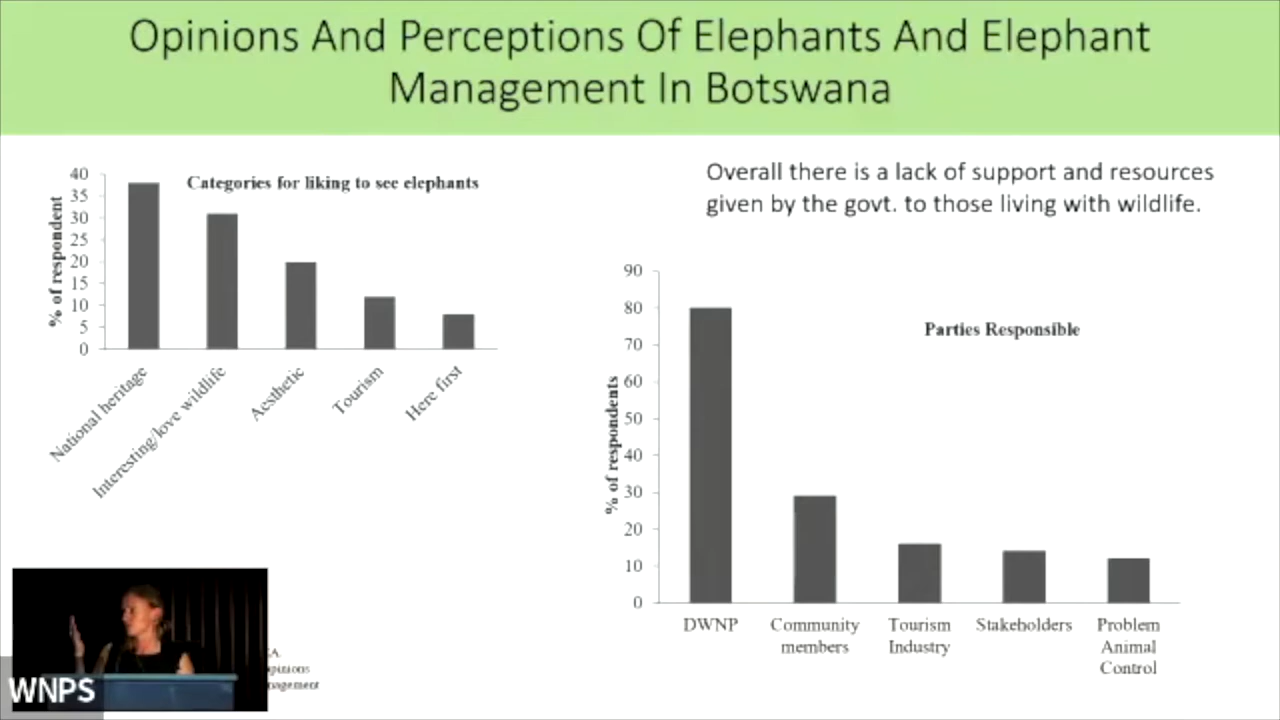 Opinions And Perceptions Of Elephants And Elephant
Management In Botswana
Categories for liking to see elephants
% of respondent
40
35
30
25
20
15
10
5
0
National heritage
Interesting/love wildlife
Aesthetic
Tourism
Here first
Overall there is a lack of support and resources
given by the govt. to those living with wildlife.
Parties Responsible
% of respondents
90
80
70
60
50
40
30
20
10
0
DWNP
Community
members
Tourism
Industry
Stakeholders
Problem
Animal
Control
WNPS